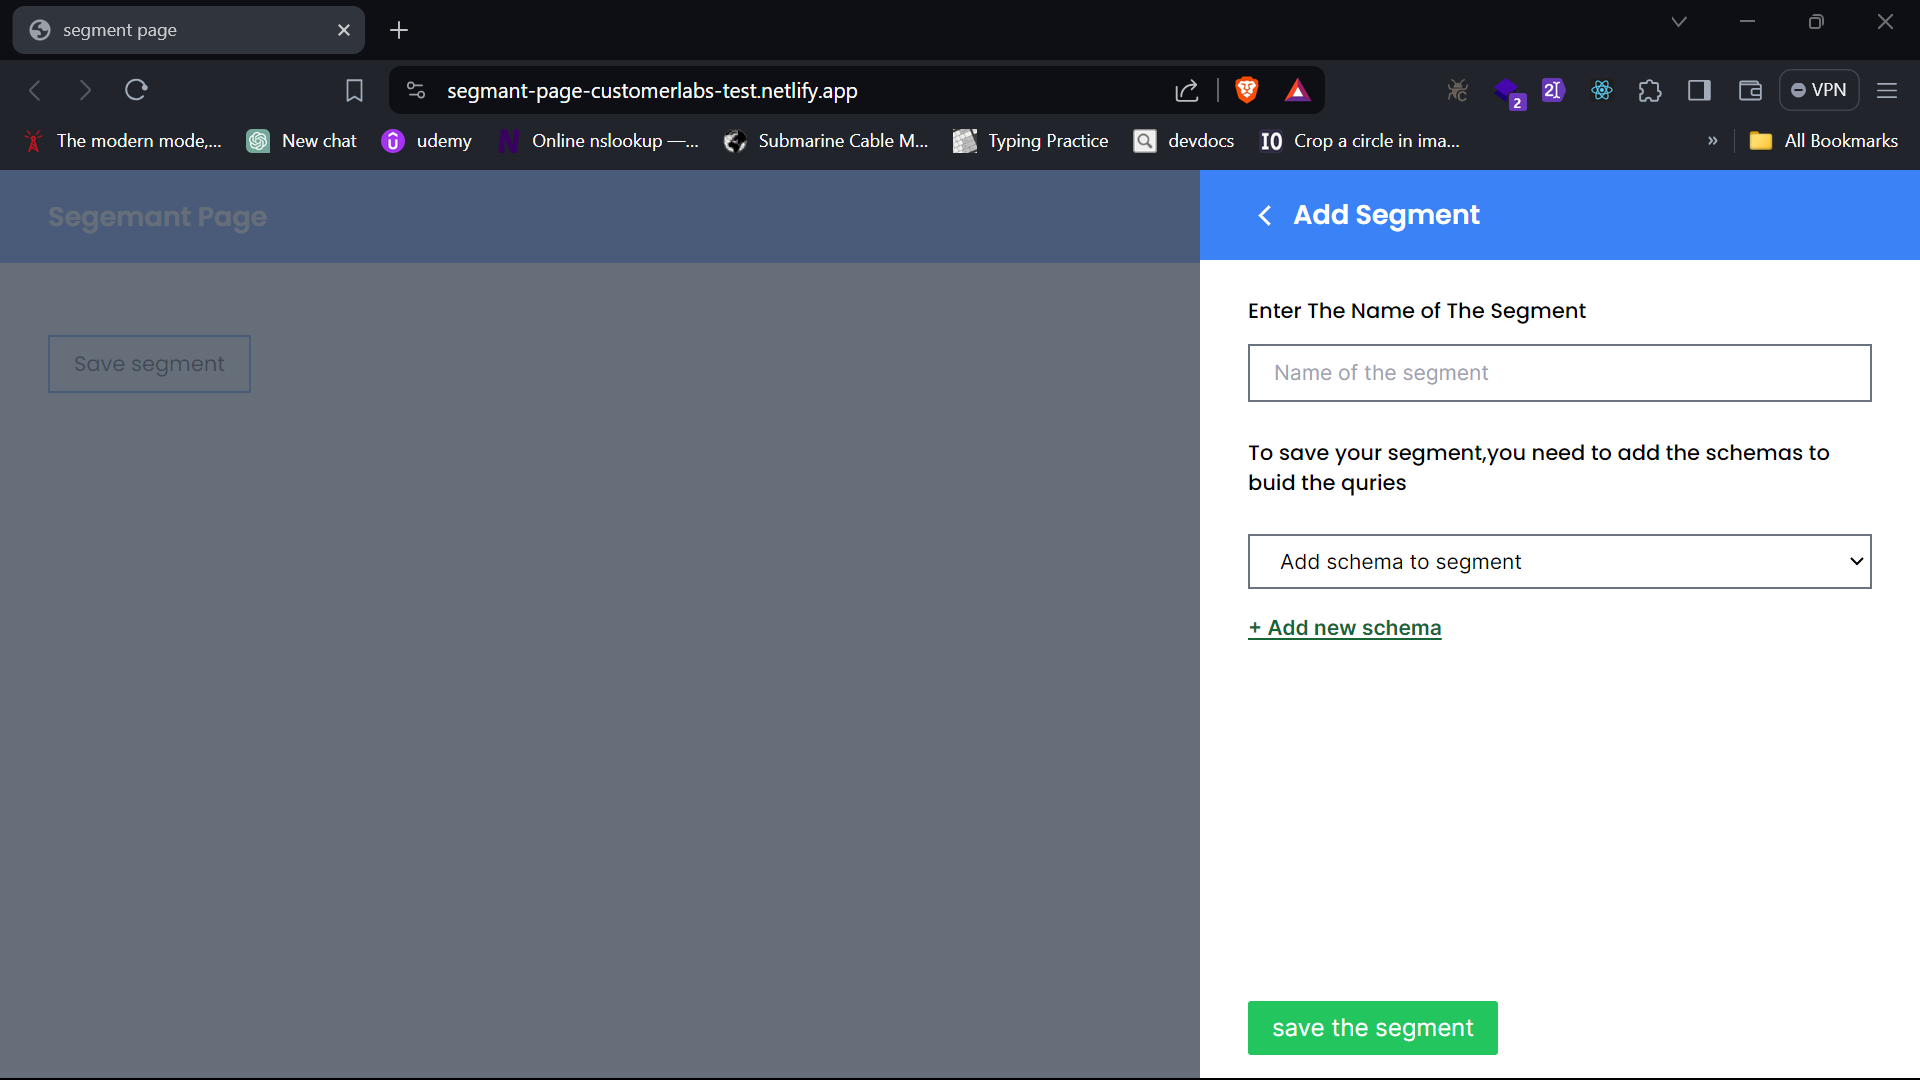 segment page
segmant-page-customerlabs-test.netlify.app
2
VPN
The modern mode,...
New chat
udemy
Online nslookup —...
Submarine Cable M...
Typing Practice
devdocs
IO
Crop a circle in ima...
»
All Bookmarks
Segemant Page
Save segment
Add Segment
Enter The Name of The Segment
Name of the segment
To save your segment,you need to add the schemas to
buid the quries
Add schema to segment
+ Add new schema
save the segment